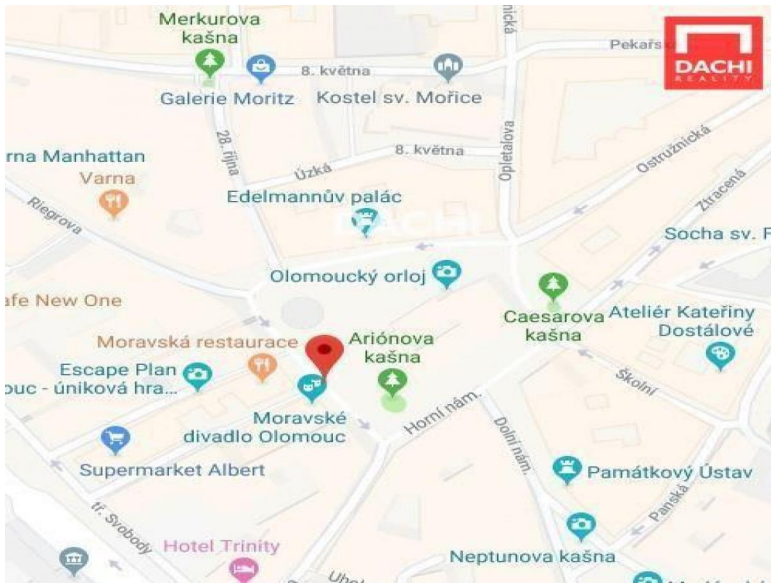 Merkurova
kašna
Pekařs
DACHI
REALITY
8. května
Galerie Moritz
Kostel sv. Mořice
28. října
Opletalova
Ostružnická
8. května
Úzká
rna Manhattan
Varna
Ztracená
Edelmannův palác
Riegrova
DACHI
Socha sv. F
Olomoucký orloj
afe New One
Caesarova
kašna
Ateliér Kateřiny
Dostálové
Moravská restaurace
Ariónova
kašna
Escape Plan
ouc - úniková hra...
Školní
Moravské
divadlo Olomouc
Horní nám.
Dolní nám.
Supermarket Albert
Památkový Ústav
Panská
tř. Svobody
Hotel Trinity
Neptunova kašna
Uhel